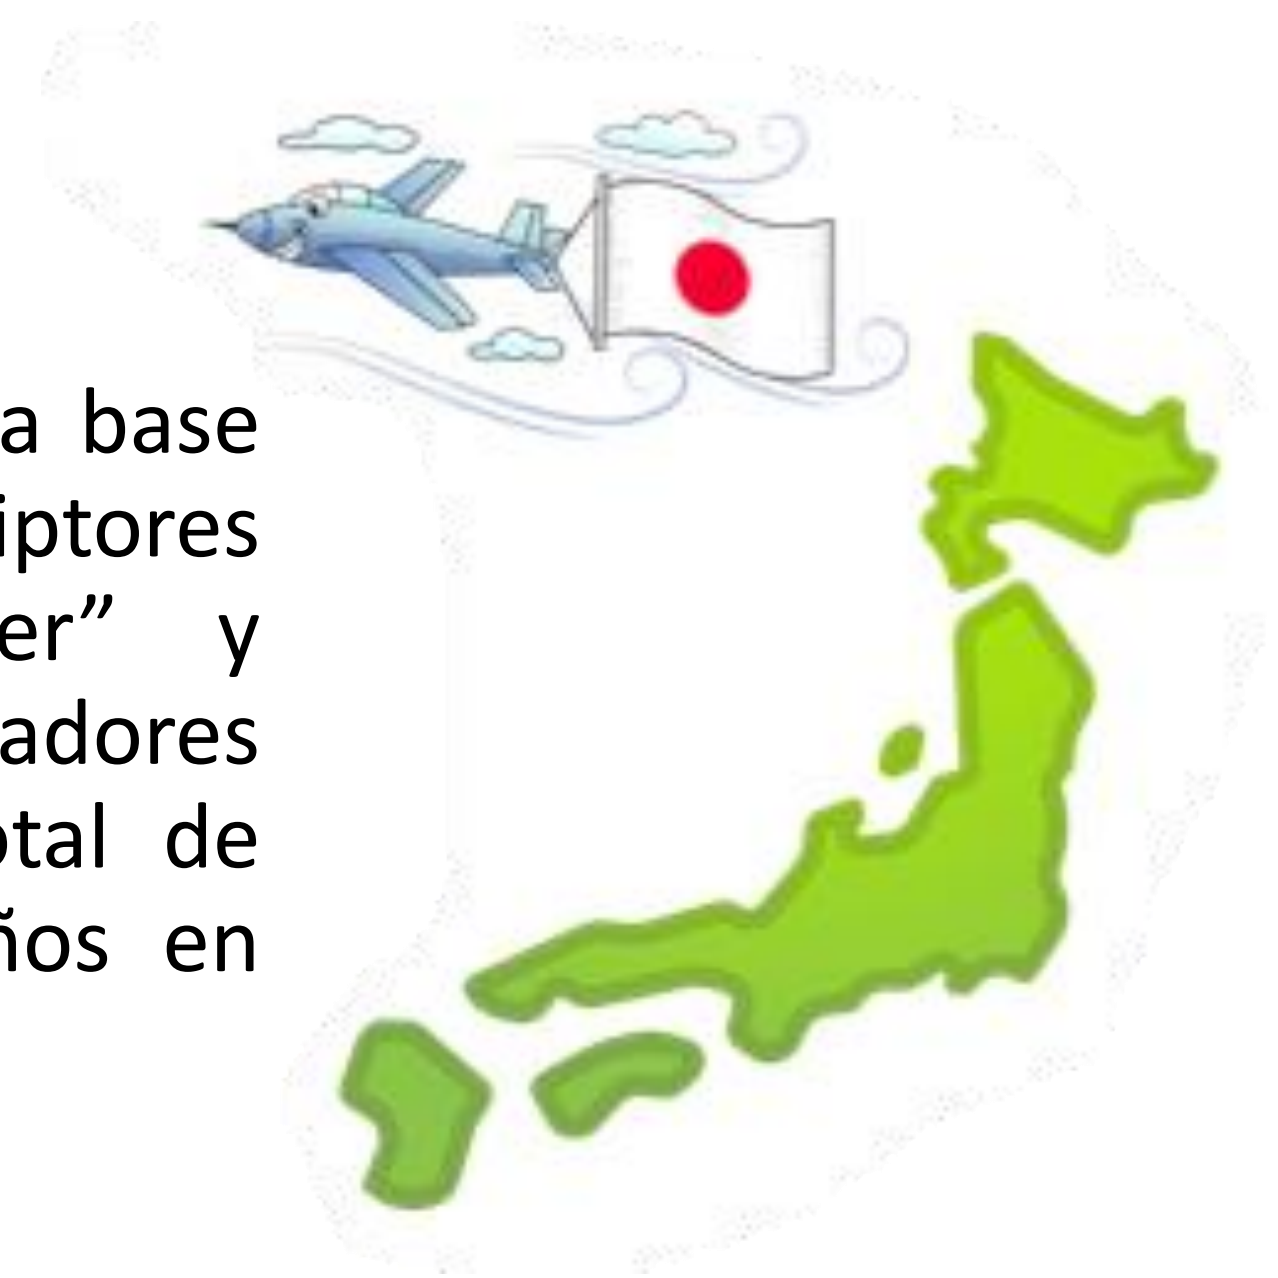 a base
iptores
er” y
adores
otal de
ños en